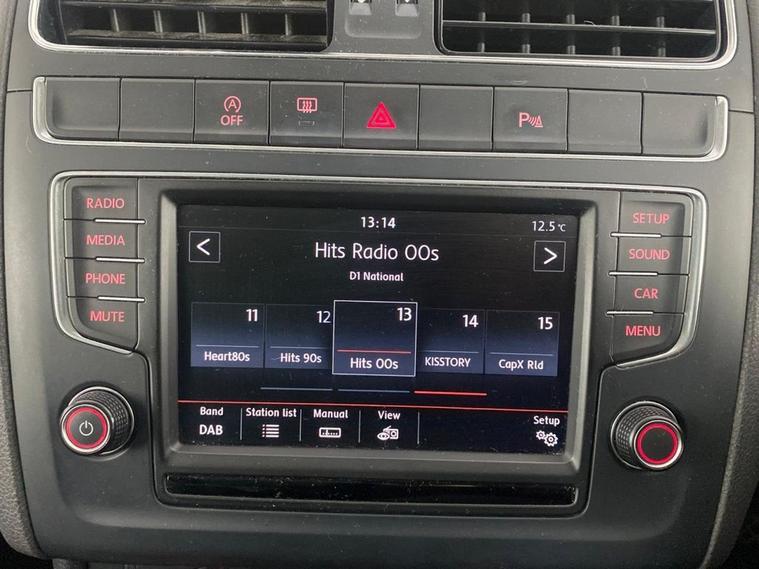 OFF
P
RADIO
MEDIA
PHONE
MUTE
13:14
12.5 °C
Hits Radio 00s
D1 National
11
Heart80s
12
Hits 90s
13
Hits 00s
14
KISSTORY
15
CapX Rld
Band
DAB
Station list
Manual
View
Setup
SETUP
SOUND
CAR
MENU